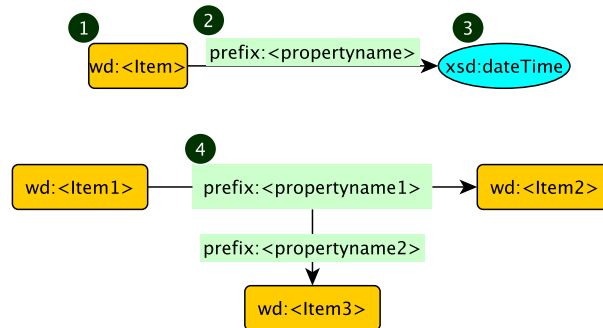 1
2
3
wd:<Item>
prefix:<propertyname>
xsd:dateTime
4
wd:<Item1>
prefix:<propertyname1>
wd:<Item2>
prefix:<propertyname2>
wd:<Item3>